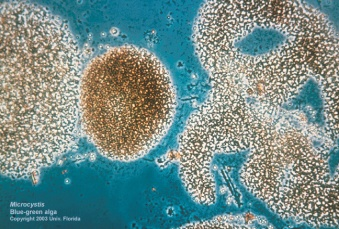 Microcystis
Blue-green alga
Copyright 2003 Univ. Florida